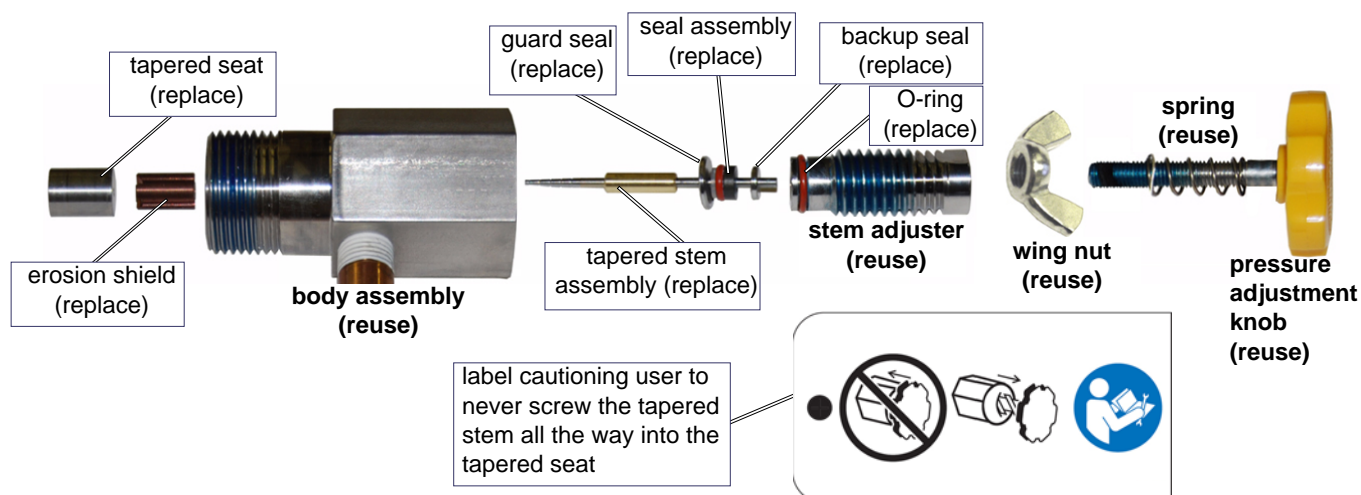 tapered seat
(replace)
guard seal
(replace)
seal assembly
(replace)
backup seal
(replace)
O-ring
(replace)
spring
(reuse)
erosion shield
(replace)
body assembly
(reuse)
tapered stem
assembly (replace)
stem adjuster
(reuse)
wing nut
(reuse)
pressure
adjustment
knob
(reuse)
label cautioning user to
never screw the tapered
stem all the way into the
tapered seat